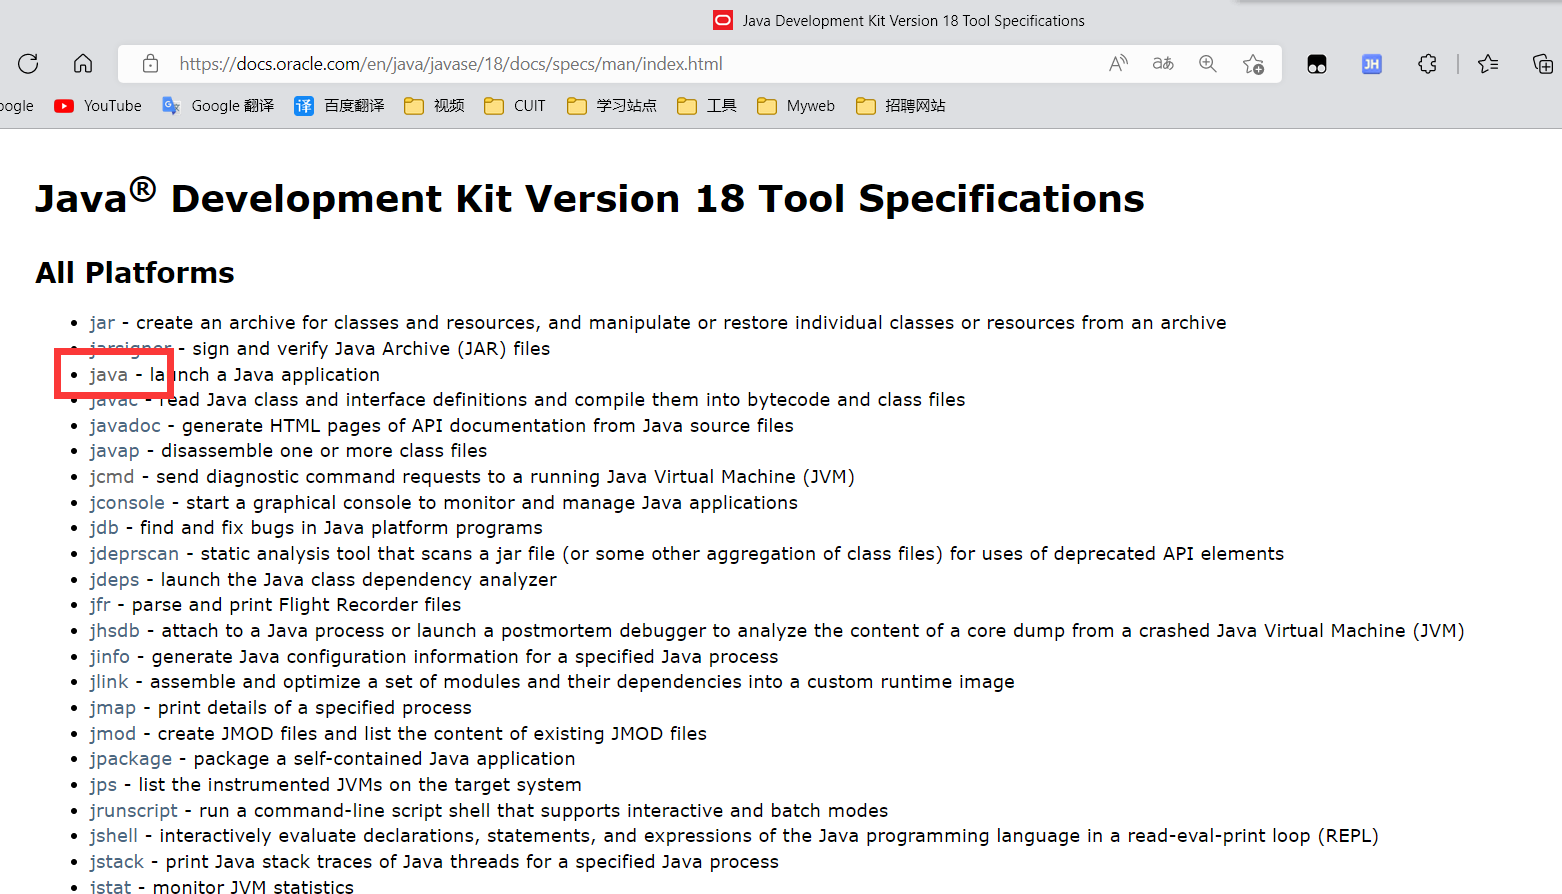 Java Development Kit Version 18 Tool Specifications
https://docs.oracle.com/en/java/javase/18/docs/specs/man/index.html
A aあ JH
oogle YouTube Google 翻译 译 百度翻译 视频 CUIT 学习站点 工具 Myweb 招聘网站
Java® Development Kit Version 18 Tool Specifications
All Platforms
• jar - create an archive for classes and resources, and manipulate or restore individual classes or resources from an archive
• jarsigner - sign and verify Java Archive (JAR) files
• java - launch a Java application
• javac - read Java class and interface definitions and compile them into bytecode and class files
• javadoc - generate HTML pages of API documentation from Java source files
• javap - disassemble one or more class files
• jcmd - send diagnostic command requests to a running Java Virtual Machine (JVM)
• jconsole - start a graphical console to monitor and manage Java applications
• jdb - find and fix bugs in Java platform programs
• jdeprscan - static analysis tool that scans a jar file (or some other aggregation of class files) for uses of deprecated API elements
• jdeps - launch the Java class dependency analyzer
• jfr - parse and print Flight Recorder files
• jhsdb - attach to a Java process or launch a postmortem debugger to analyze the content of a core dump from a crashed Java Virtual Machine (JVM)
• jinfo - generate Java configuration information for a specified Java process
• jlink - assemble and optimize a set of modules and their dependencies into a custom runtime image
• jmap - print details of a specified process
• jmod - create JMOD files and list the content of existing JMOD files
• jpackage - package a self-contained Java application
• jps - list the instrumented JVMs on the target system
• jrunscript - run a command-line script shell that supports interactive and batch modes
• jshell - interactively evaluate declarations, statements, and expressions of the Java programming language in a read-eval-print loop (REPL)
• jstack - print Java stack traces of Java threads for a specified Java process
• jstat - monitor JVM statistics